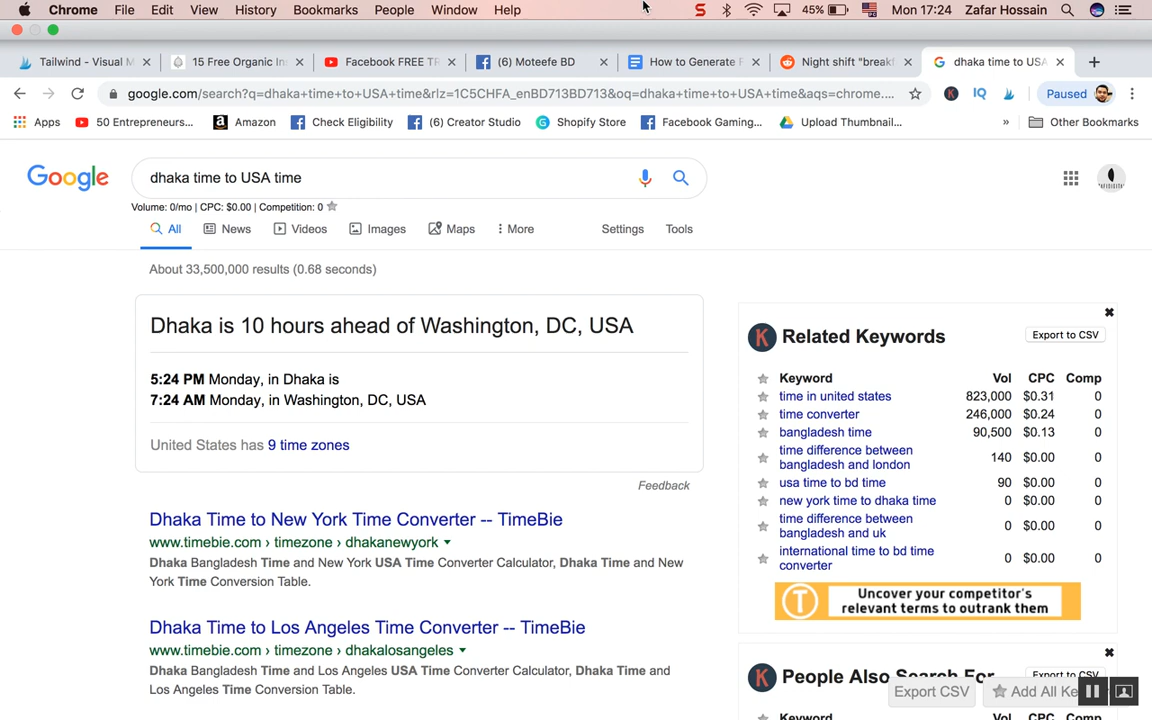 Chrome File Edit View History Bookmarks People Window Help 45% Mon 17:24 Zafar Hossain
Tailwind - Visual M 15 Free Organic In Facebook FREE TR (6) Moteefe BD How to Generate Night shift "break dhaka time to USA
google.com/search?q=dhaka+time+to+USA+time&rlz=1C5CHFA_enBD713BD713&oq=dhaka+time+to+USA+time&aqs=chrome.... IQ Paused
Apps 50 Entrepreneurs... Amazon Check Eligibility (6) Creator Studio Shopify Store Facebook Gaming... Upload Thumbnail... » Other Bookmarks
Google dhaka time to USA time
Volume: 0/mo | CPC: $0.00 | Competition: 0
All News Videos Images Maps More Settings Tools
About 33,500,000 results (0.68 seconds)
Dhaka is 10 hours ahead of Washington, DC, USA
5:24 PM Monday, in Dhaka is
7:24 AM Monday, in Washington, DC, USA
United States has 9 time zones
Feedback
Dhaka Time to New York Time Converter -- TimeBie
www.timebie.com › timezone › dhakanewyork
Dhaka Bangladesh Time and New York USA Time Converter Calculator, Dhaka Time and New
York Time Conversion Table.
Dhaka Time to Los Angeles Time Converter -- TimeBie
www.timebie.com › timezone › dhakalosangeles
Dhaka Bangladesh Time and Los Angeles USA Time Converter Calculator, Dhaka Time and
Los Angeles Time Conversion Table.
K Related Keywords Export to CSV
Keyword Vol CPC Comp
time in united states 823,000 $0.31 0
time converter 246,000 $0.24 0
bangladesh time 90,500 $0.13 0
time difference between
bangladesh and london 140 $0.00 0
usa time to bd time 90 $0.00 0
new york time to dhaka time 0 $0.00 0
time difference between
bangladesh and uk 0 $0.00 0
international time to bd time
converter 0 $0.00 0
T Uncover your competitor's
relevant terms to outrank them
K People Also Search For Export to CSV
Export CSV Add All Ke
Keyword Vol CPC Comp